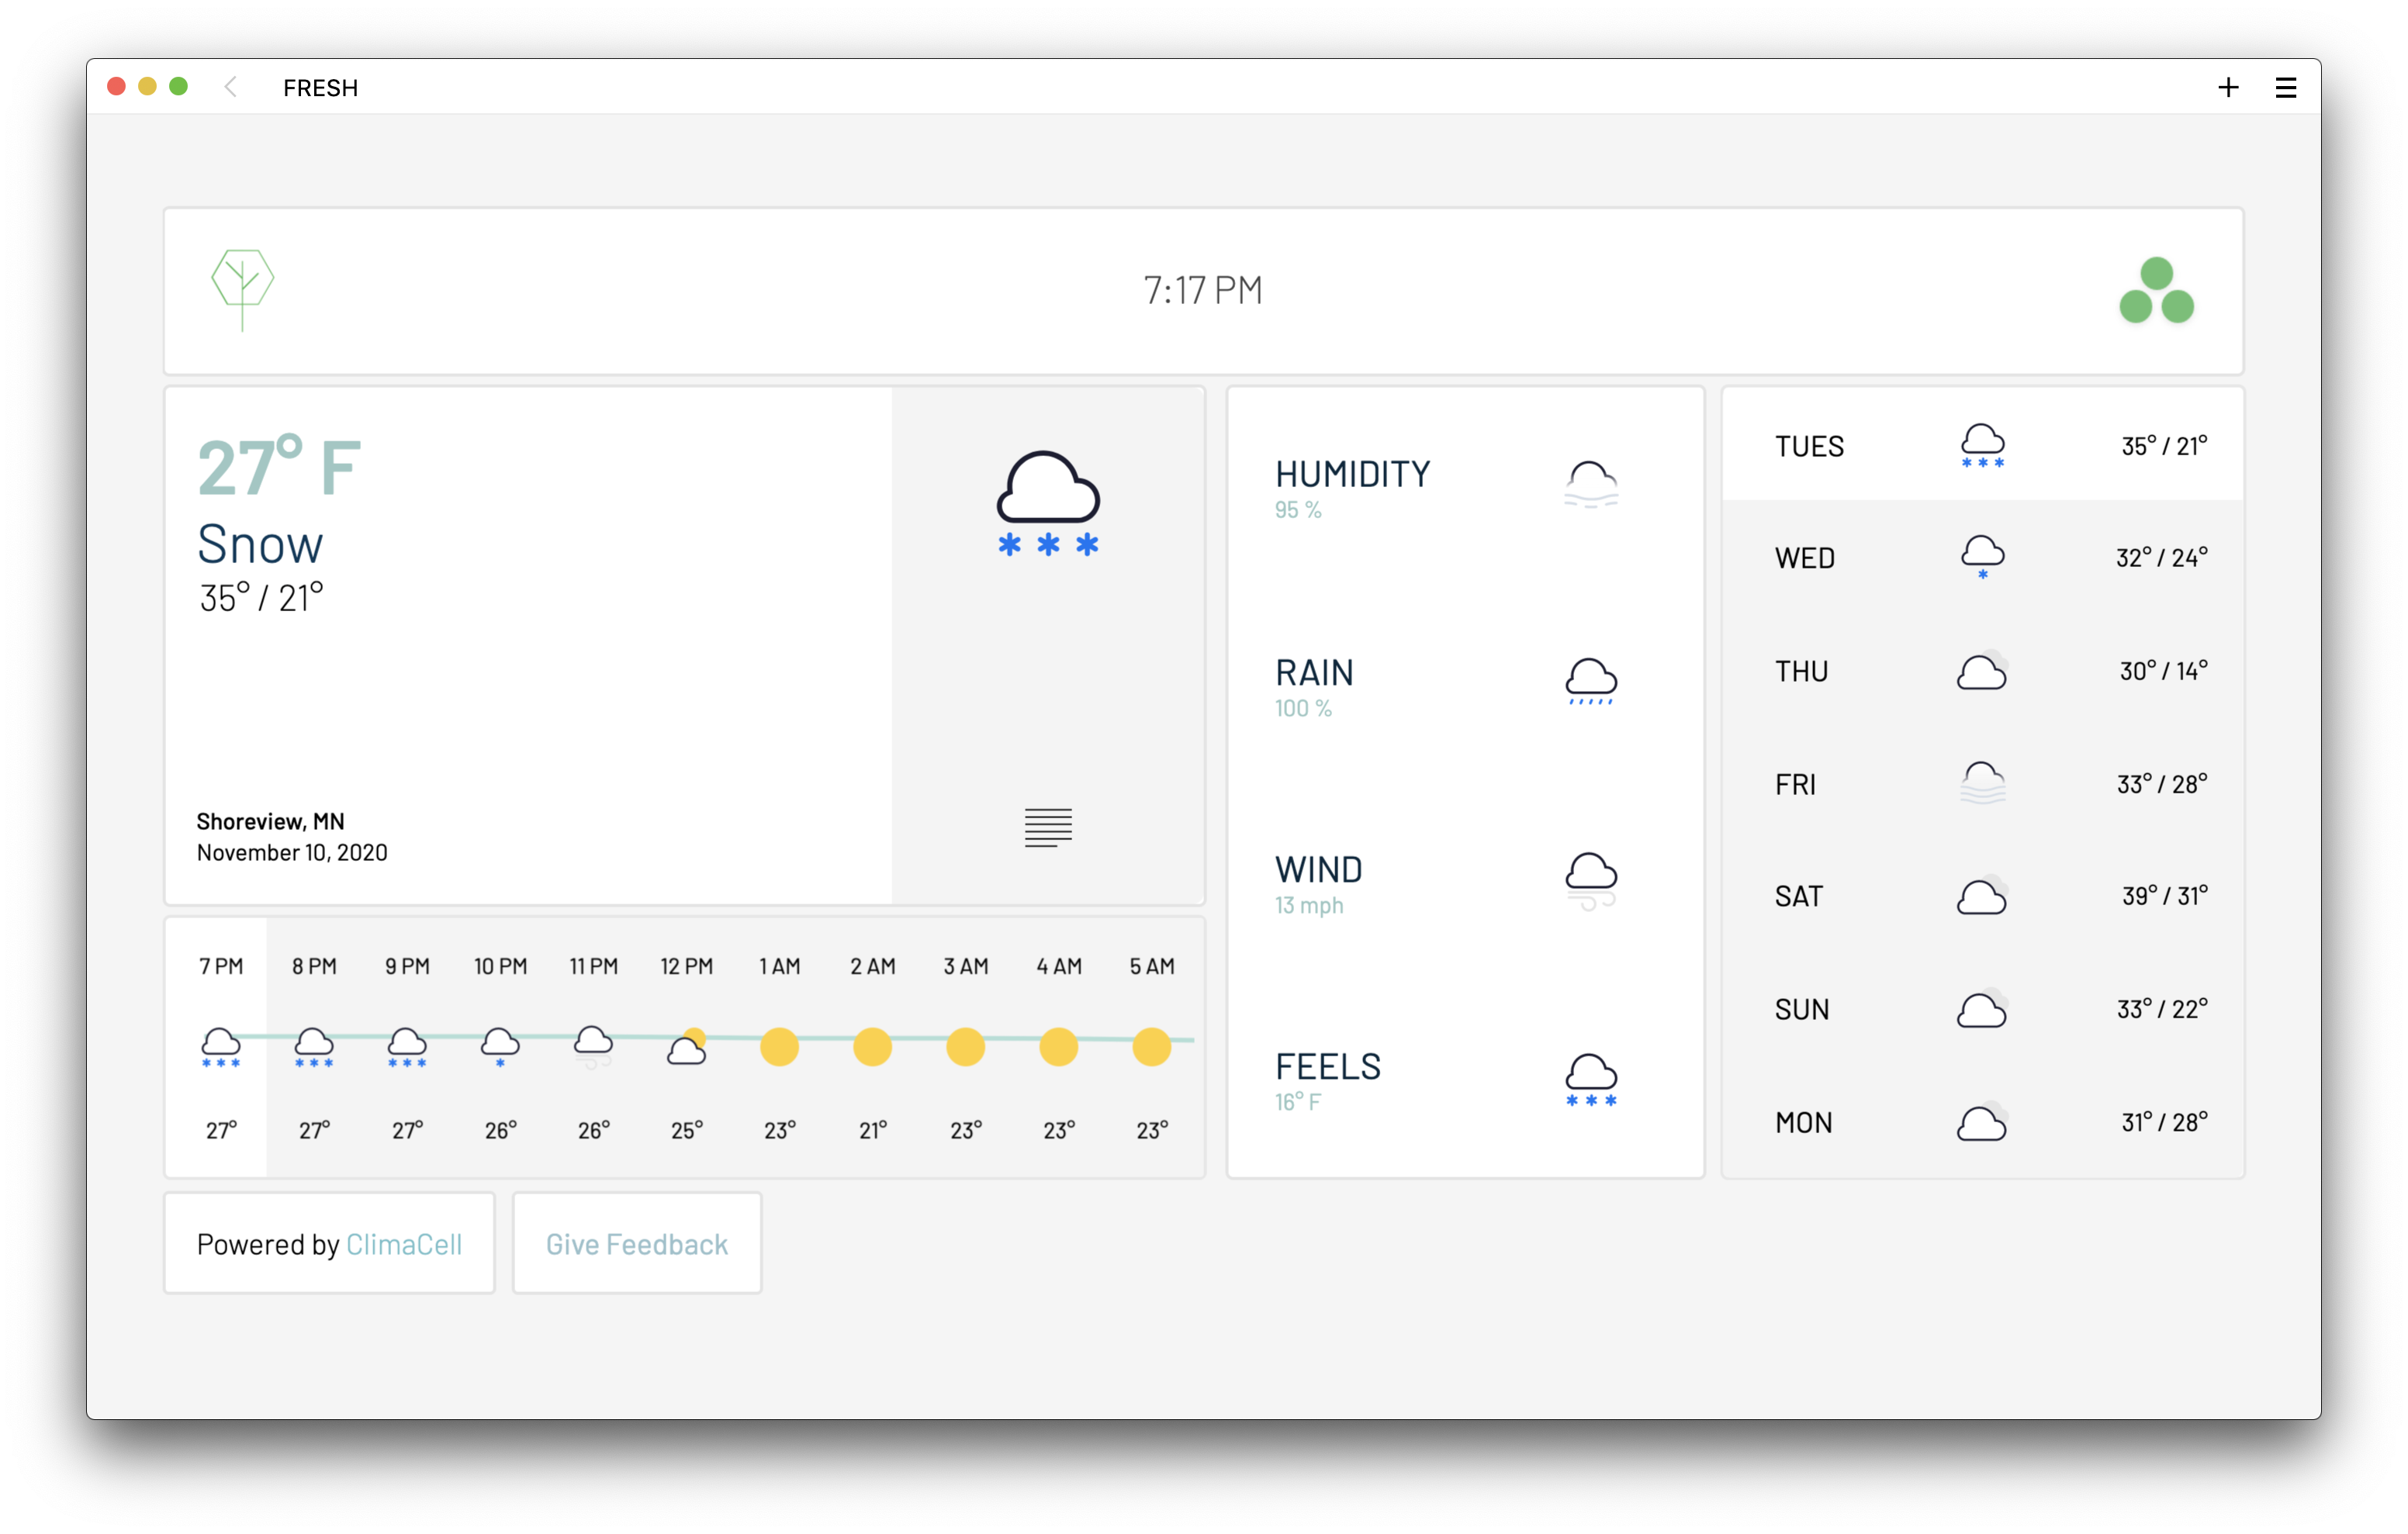 FRESH
7:17 PM
27° F
Snow
35° / 21°
Shoreview, MN
November 10, 2020
7 PM 8 PM 9 PM 10 PM 11 PM 12 PM 1 AM 2 AM 3 AM 4 AM 5 AM
27° 27° 27° 26° 26° 25° 23° 21° 23° 23° 23°
HUMIDITY
95 %
RAIN
100 %
WIND
13 mph
FEELS
16° F
TUES 35° / 21°
WED 32° / 24°
THU 30° / 14°
FRI 33° / 28°
SAT 39° / 31°
SUN 33° / 22°
MON 31° / 28°
Powered by ClimaCell
Give Feedback